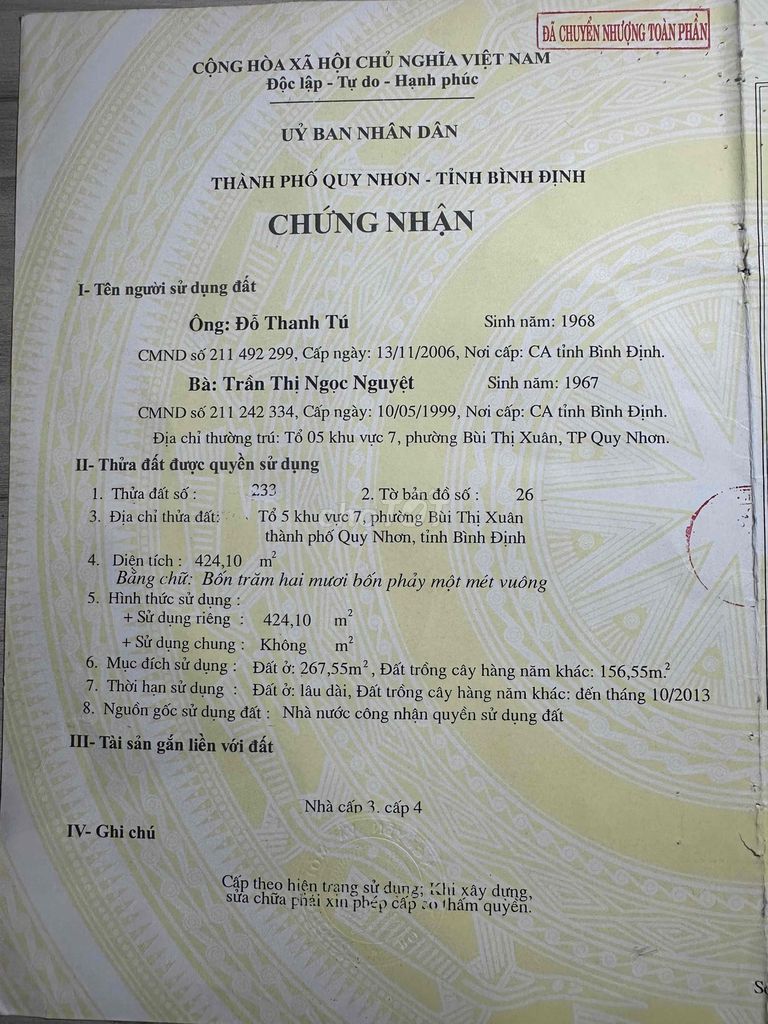 ĐÃ CHUYỂN NHƯỢNG TOÀN PHẦN
CỘNG HÒA XÃ HỘI CHỦ NGHĨA VIỆT NAM
Độc lập - Tự do - Hạnh phúc
UỶ BAN NHÂN DÂN
THÀNH PHỐ QUY NHƠN - TỈNH BÌNH ĐỊNH
CHỨNG NHẬN
I- Tên người sử dụng đất
Ông: Đỗ Thanh Tú Sinh năm: 1968
CMND số 211 492 299, Cấp ngày: 13/11/2006, Nơi cấp: CA tỉnh Bình Định.
Bà: Trần Thị Ngọc Nguyệt Sinh năm: 1967
CMND số 211 242 334, Cấp ngày: 10/05/1999, Nơi cấp: CA tỉnh Bình Định.
Địa chỉ thường trú: Tổ 05 khu vực 7, phường Bùi Thị Xuân, TP Quy Nhơn.
II- Thửa đất được quyền sử dụng
1. Thửa đất số : 233 2. Tờ bản đồ số : 26
3. Địa chỉ thửa đất: Tổ 5 khu vực 7, phường Bùi Thị Xuân
thành phố Quy Nhơn, tỉnh Bình Định
4. Diện tích : 424,10 m²
Bằng chữ: Bốn trăm hai mươi bốn phảy một mét vuông
5. Hình thức sử dụng :
+ Sử dụng riêng : 424,10 m²
+ Sử dụng chung : Không m²
6. Mục đích sử dụng : Đất ở: 267,55m², Đất trồng cây hàng năm khác: 156,55m.²
7. Thời hạn sử dụng : Đất ở: lâu dài, Đất trồng cây hàng năm khác: đến tháng 10/2013
8. Nguồn gốc sử dụng đất : Nhà nước công nhận quyền sử dụng đất
III- Tài sản gắn liền với đất
Nhà cấp 3, cấp 4
IV- Ghi chú
Cấp theo hiện trạng sử dụng; Khi xây dựng,
sửa chữa phải xin phép cấp có thẩm quyền.